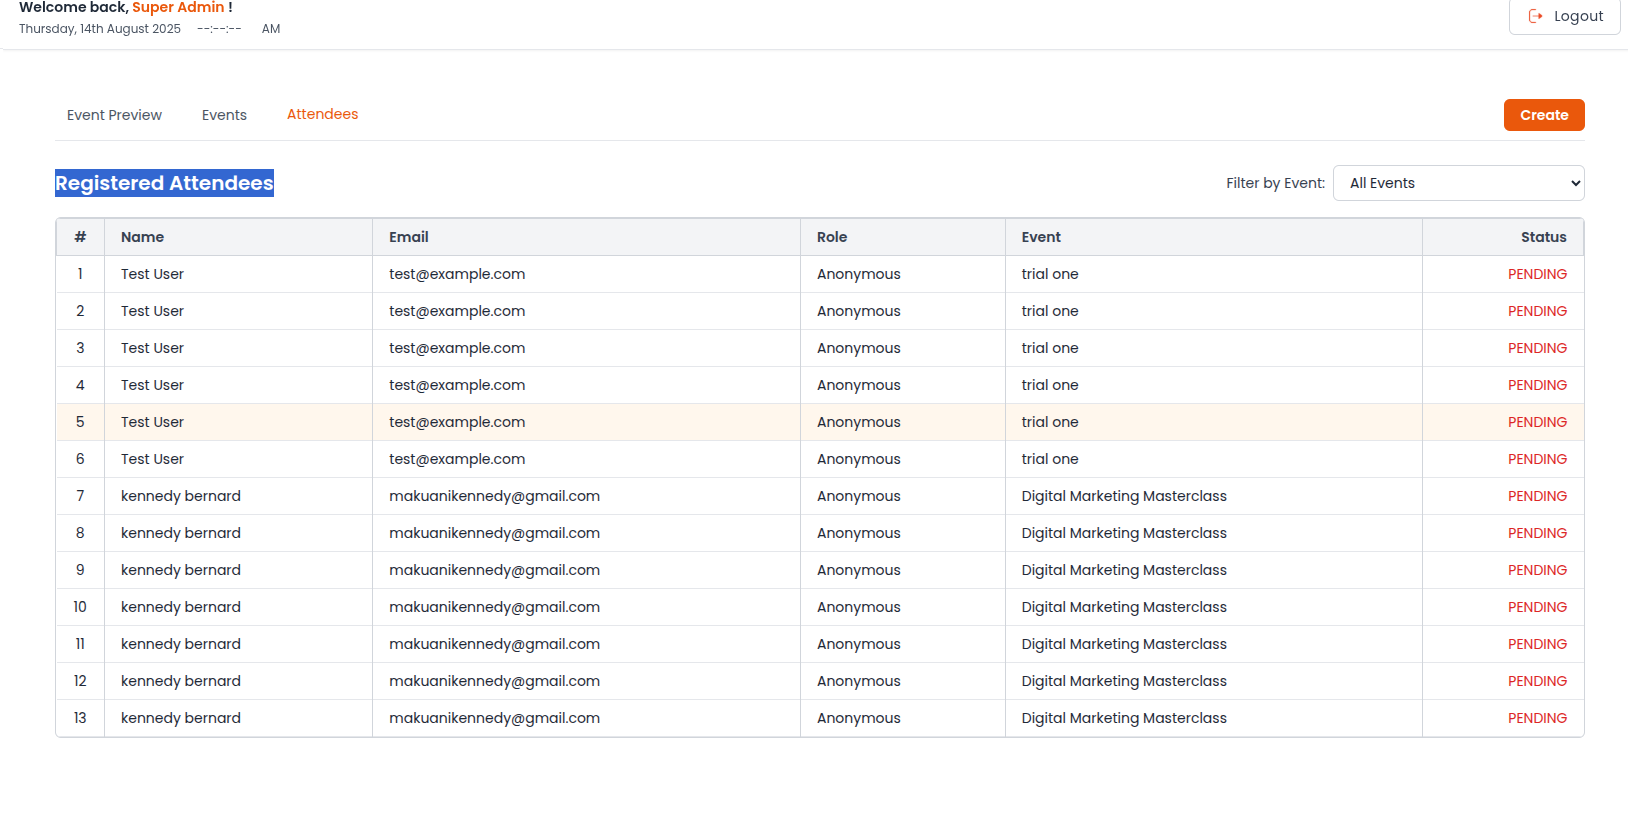 Welcome back, Super Admin !
Thursday, 14th August 2025 --:--:-- AM
Logout
Event Preview Events Attendees Create
Registered Attendees Filter by Event: All Events
# Name Email Role Event Status
1 Test User test@example.com Anonymous trial one PENDING
2 Test User test@example.com Anonymous trial one PENDING
3 Test User test@example.com Anonymous trial one PENDING
4 Test User test@example.com Anonymous trial one PENDING
5 Test User test@example.com Anonymous trial one PENDING
6 Test User test@example.com Anonymous trial one PENDING
7 kennedy bernard makuanikennedy@gmail.com Anonymous Digital Marketing Masterclass PENDING
8 kennedy bernard makuanikennedy@gmail.com Anonymous Digital Marketing Masterclass PENDING
9 kennedy bernard makuanikennedy@gmail.com Anonymous Digital Marketing Masterclass PENDING
10 kennedy bernard makuanikennedy@gmail.com Anonymous Digital Marketing Masterclass PENDING
11 kennedy bernard makuanikennedy@gmail.com Anonymous Digital Marketing Masterclass PENDING
12 kennedy bernard makuanikennedy@gmail.com Anonymous Digital Marketing Masterclass PENDING
13 kennedy bernard makuanikennedy@gmail.com Anonymous Digital Marketing Masterclass PENDING